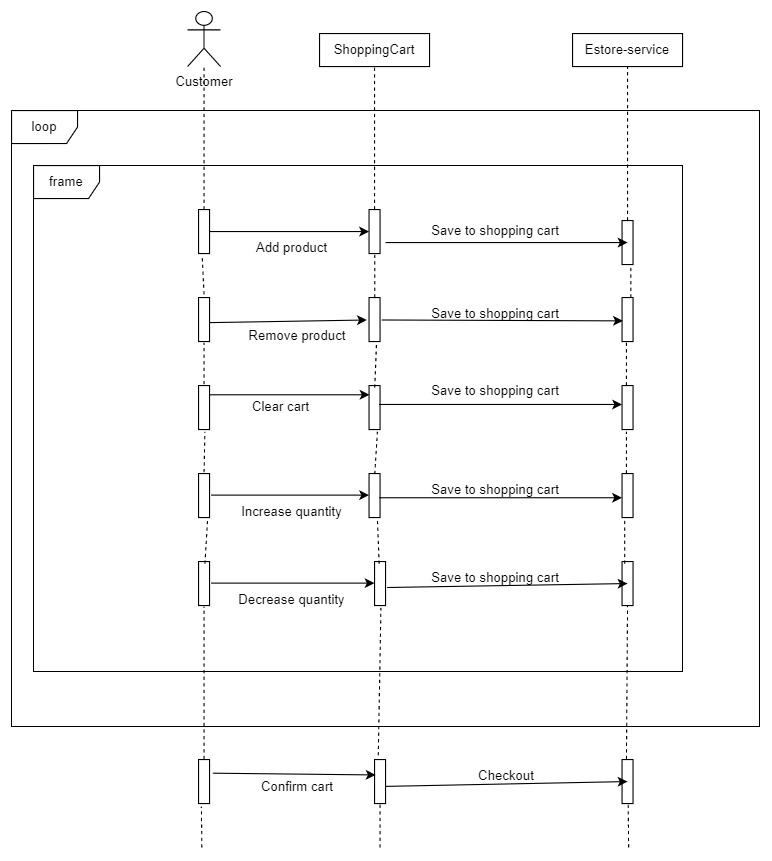 ShoppingCart
Estore-service
Customer
loop
frame
Save to shopping cart
Add product
Save to shopping cart
Remove product
Save to shopping cart
Clear cart
Save to shopping cart
Increase quantity
Save to shopping cart
Decrease quantity
Checkout
Confirm cart